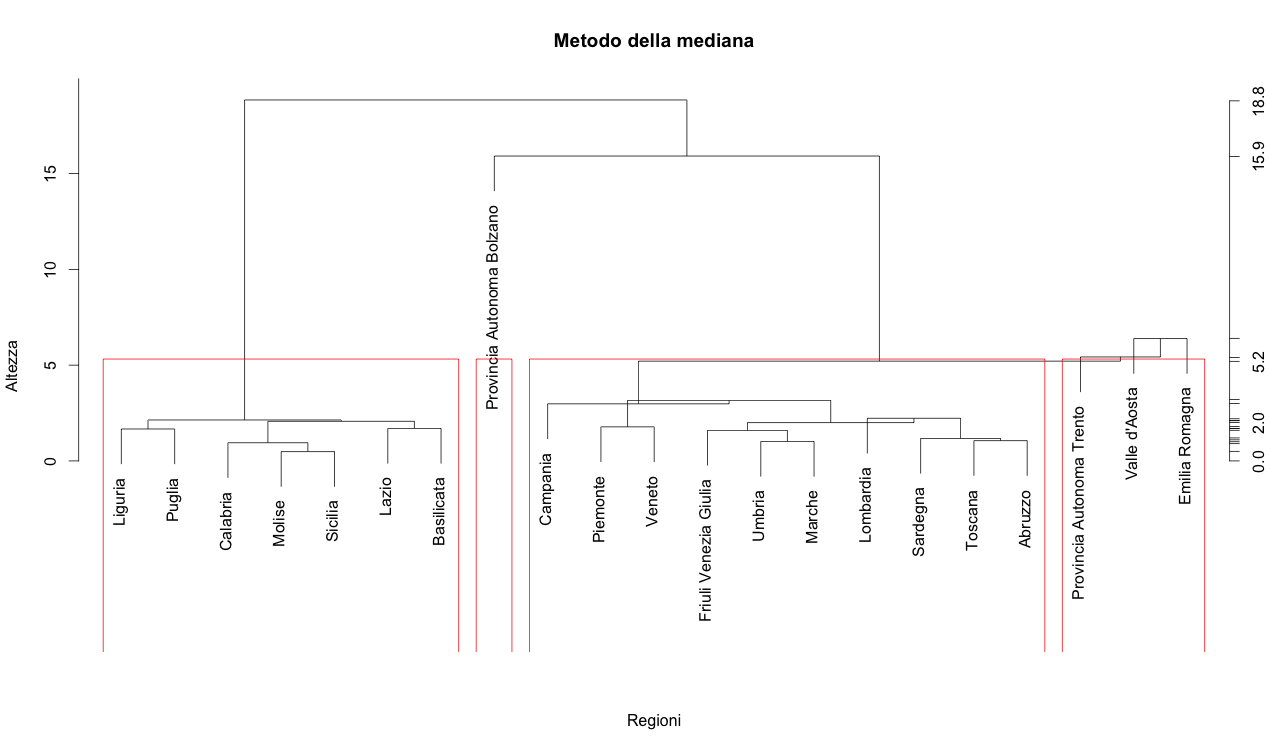 Metodo della mediana
Altezza
15
10
5
0
18.8
15.9
5.2
2.0
0.0
Liguria
Puglia
Calabria
Molise
Sicilia
Lazio
Basilicata
Provincia Autonoma Bolzano
Campania
Piemonte
Veneto
Friuli Venezia Giulia
Umbria
Marche
Lombardia
Sardegna
Toscana
Abruzzo
Provincia Autonoma Trento
Valle d'Aosta
Emilia Romagna
Regioni